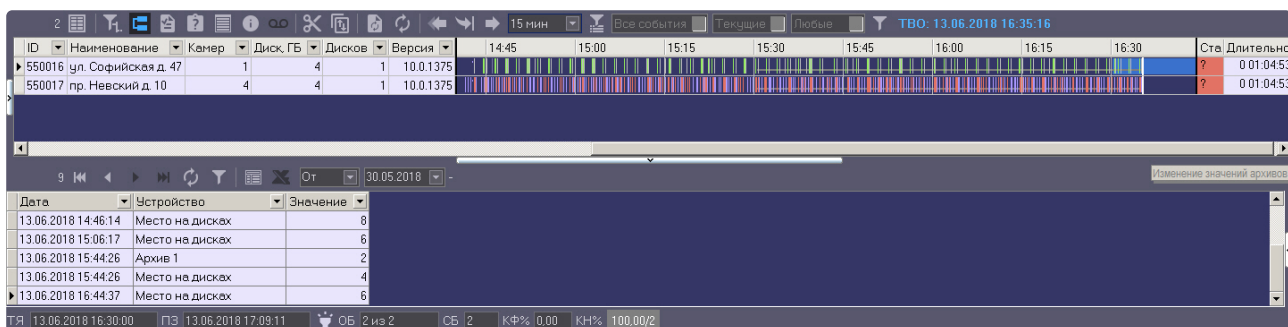 2 15 мин Все события Текущие Любые ТВО: 13.06.2018 16:35:16
ID Наименование Камер Диск, ГБ Дисков Версия 14:45 15:00 15:15 15:30 15:45 16:00 16:15 16:30 Ста Длительно
550016 ул. Софийская д. 47 1 4 1 10.0.1375 ? 0 01:04:53
550017 пр. Невский д. 10 4 4 1 10.0.1375 ? 0 01:04:53
9 От 30.05.2018 - Изменение значений архивов
Дата Устройство Значение
13.06.2018 14:46:14 Место на дисках 8
13.06.2018 15:06:17 Место на дисках 6
13.06.2018 15:44:26 Архив 1 2
13.06.2018 15:44:26 Место на дисках 4
13.06.2018 16:44:37 Место на дисках 6
ТЯ 13.06.2018 16:30:00 ПЗ 13.06.2018 17:09:11 ОБ 2 из 2 СБ 2 КФ% 0,00 КН% 100,00/2